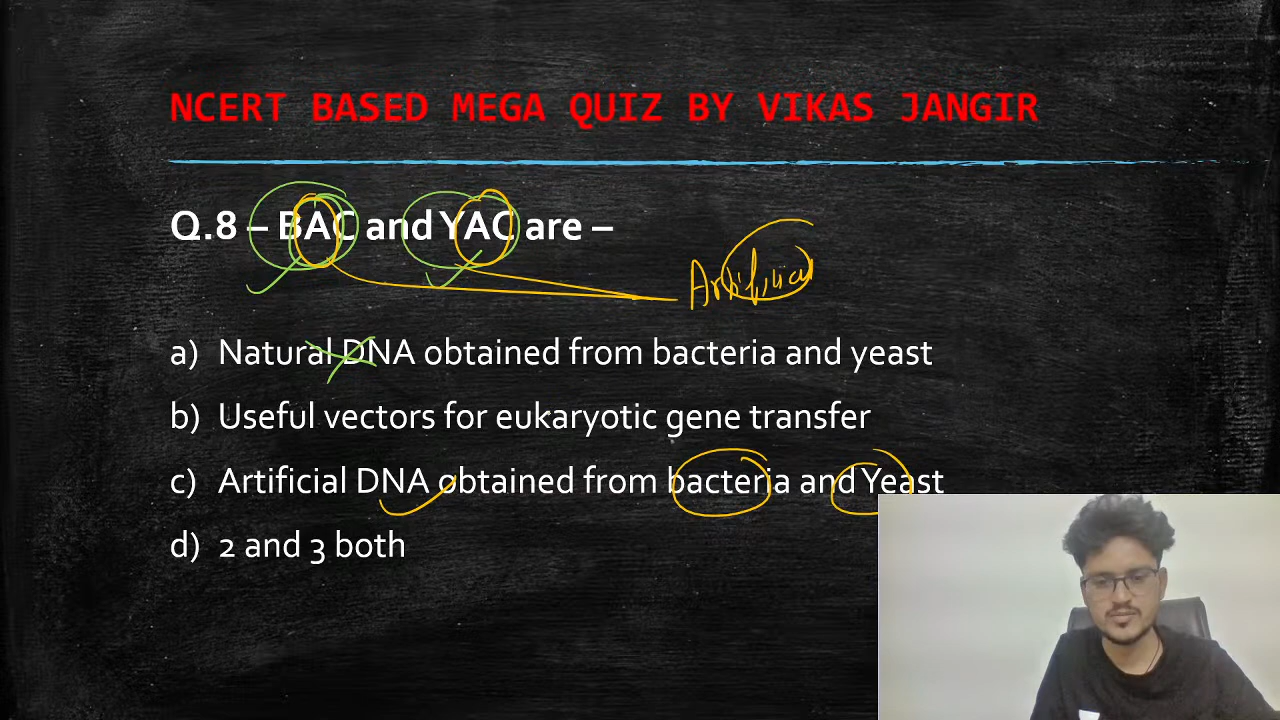 NCERT BASED MEGA QUIZ BY VIKAS JANGIR
Q.8 – BAC and YAC are –
Artificial
a) Natural DNA obtained from bacteria and yeast
b) Useful vectors for eukaryotic gene transfer
c) Artificial DNA obtained from bacteria and Yeast
d) 2 and 3 both